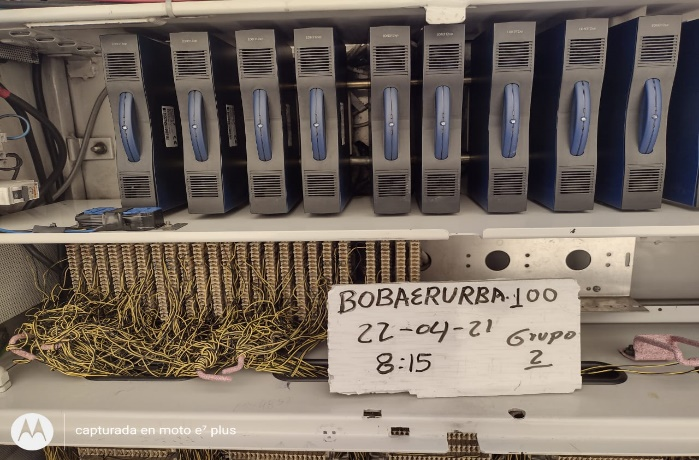 BOBAERURBA.100
22-04-21
Grupo
8:15
2
capturada en moto e⁷ plus